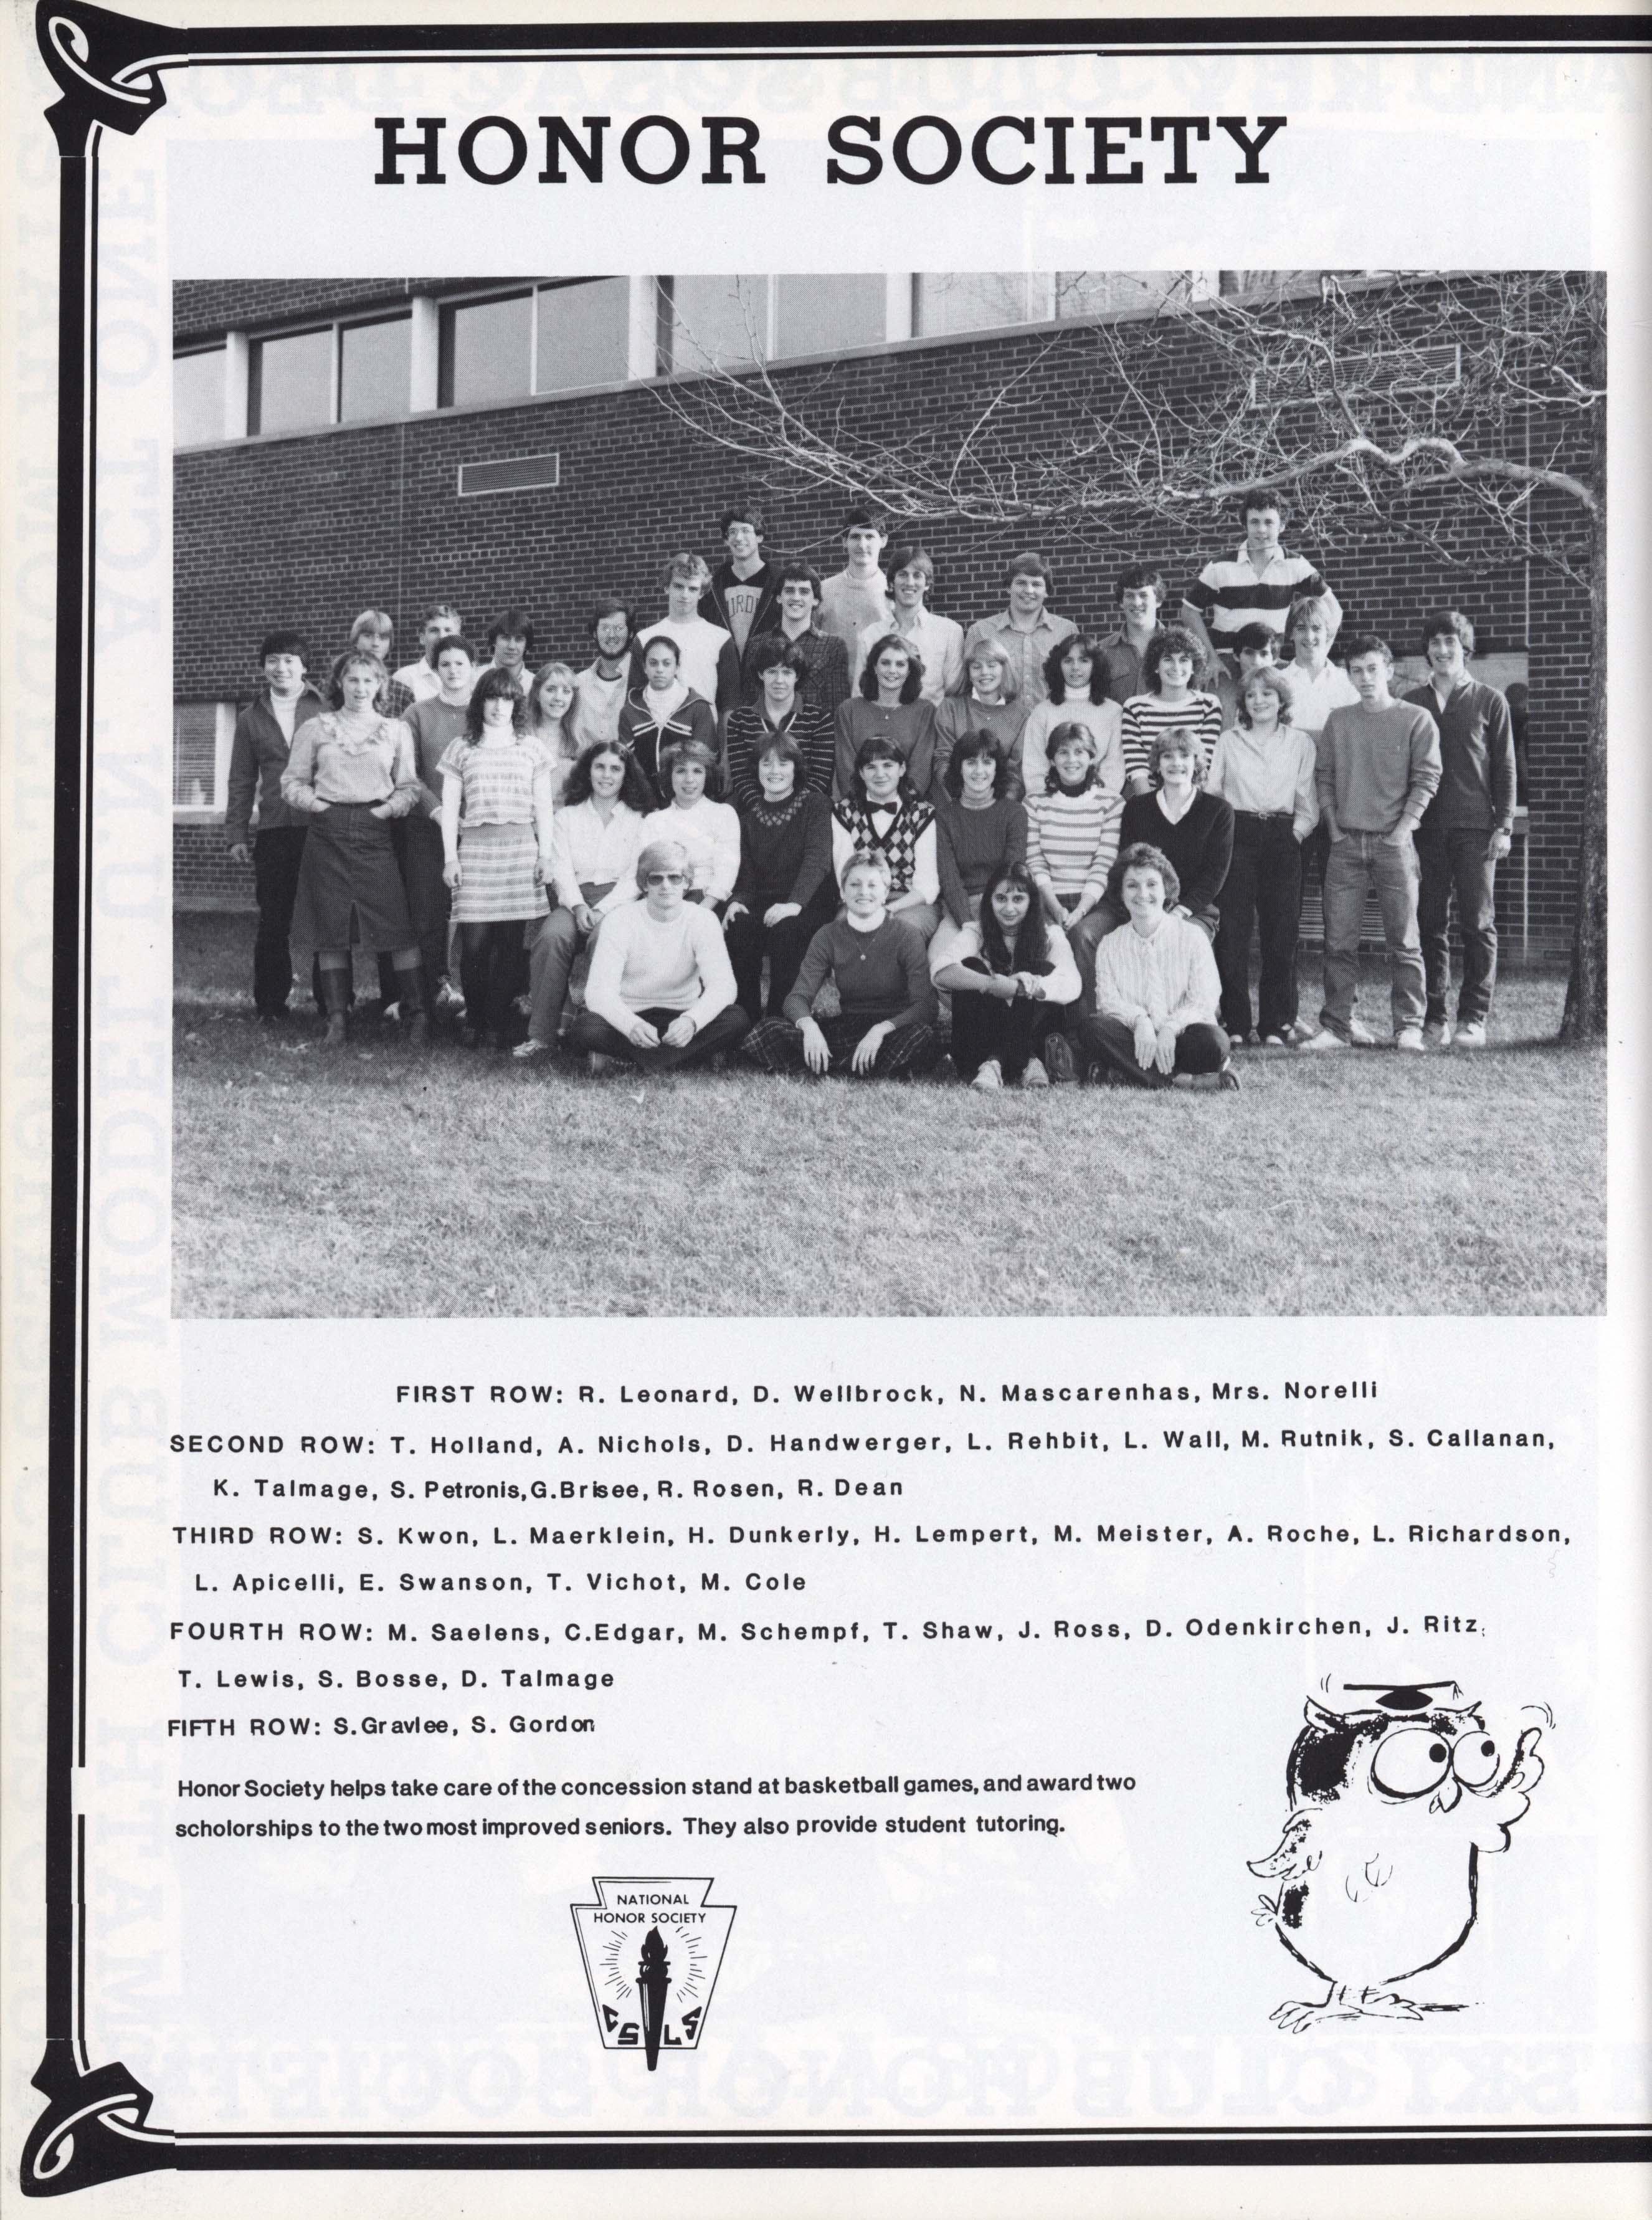 HONOR SOCIETY
URD
FIRST ROW: R. Leonard, D. Wellbrock, N. Mascarenhas, Mrs. Norelli
SECOND ROW: T. Holland, A. Nichols, D. Handwerger, L. Rehbit, L. Wall, M. Rutnik, S. Callanan,
K. Talmage, S. Petronis, G. Brisee, R. Rosen, R. Dean
THIRD ROW: S. Kwon, L. Maerklein, H. Dunkerly, H. Lempert, M. Meister, A. Roche, L. Richardson,
L. Apicelli, E. Swanson, T. Vichot, M. Cole
FOURTH ROW: M. Saelens, C.Edgar, M. Schempf, T. Shaw, J. Ross, D. Odenkirchen, J. Ritz,
T. Lewis, S. Bosse, D. Talmage
FIFTH ROW: S.Gravlee, S. Gordon
Honor Society helps take care of the concession stand at basketball games, and award two
scholorships to the two most improved seniors. They also provide student tutoring.
NATIONAL
HONOR SOCIETY
C S L S